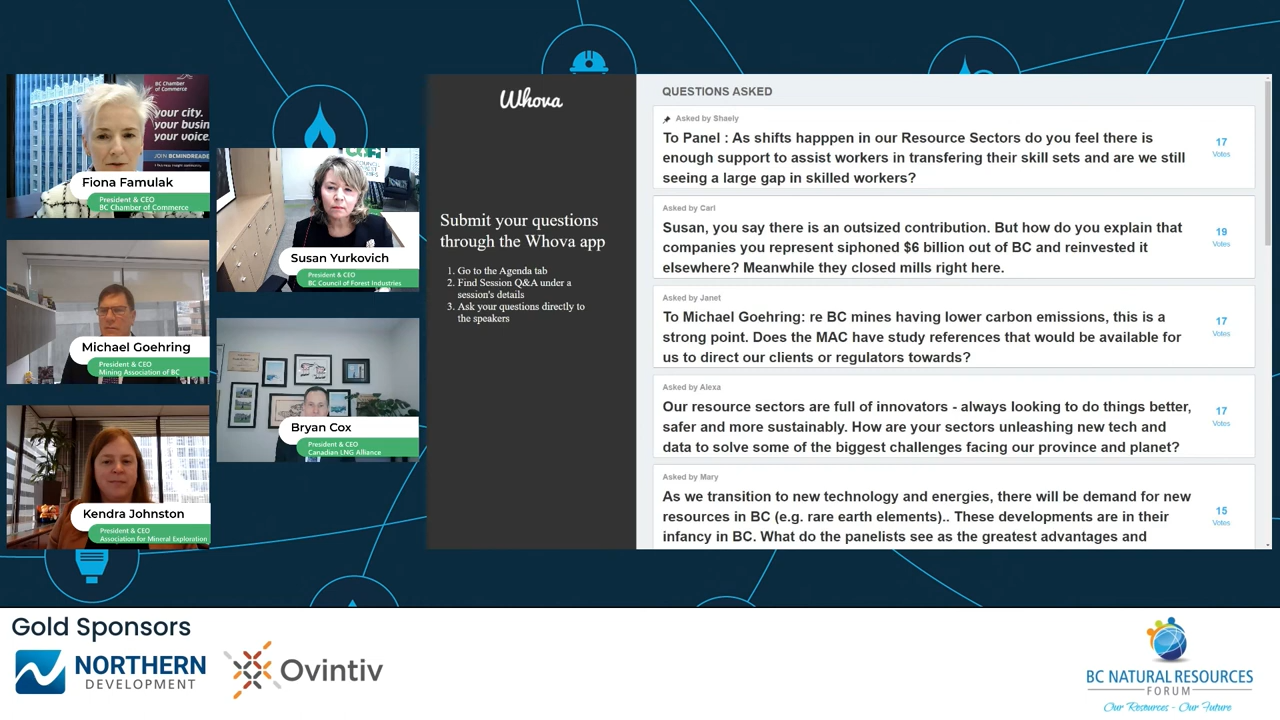 BC Chamber
of Commerce
your city.
your busin
your voice
JOIN BCMINDREADE
Fiona Famulak
President & CEO
BC Chamber of Commerce
Susan Yurkovich
President & CEO
BC Council of Forest Industries
Michael Goehring
President & CEO
Mining Association of BC
Bryan Cox
President & CEO
Canadian LNG Alliance
Kendra Johnston
President & CEO
Association for Mineral Exploration
Whova
Submit your questions
through the Whova app
1. Go to the Agenda tab
2. Find Session Q&A under a
session's details
3. Ask your questions directly to
the speakers
QUESTIONS ASKED
Asked by Shaely
To Panel : As shifts happpen in our Resource Sectors do you feel there is
enough support to assist workers in transfering their skill sets and are we still
seeing a large gap in skilled workers?
17
Votes
Asked by Carl
Susan, you say there is an outsized contribution. But how do you explain that
companies you represent siphoned $6 billion out of BC and reinvested it
elsewhere? Meanwhile they closed mills right here.
19
Votes
Asked by Janet
To Michael Goehring: re BC mines having lower carbon emissions, this is a
strong point. Does the MAC have study references that would be available for
us to direct our clients or regulators towards?
17
Votes
Asked by Alexa
Our resource sectors are full of innovators - always looking to do things better,
safer and more sustainably. How are your sectors unleashing new tech and
data to solve some of the biggest challenges facing our province and planet?
17
Votes
Asked by Mary
As we transition to new technology and energies, there will be demand for new
resources in BC (e.g. rare earth elements).. These developments are in their
infancy in BC. What do the panelists see as the greatest advantages and
15
Votes
Gold Sponsors
NORTHERN
DEVELOPMENT
Ovintiv
BC NATURAL RESOURCES
FORUM
Our Resources - Our Future